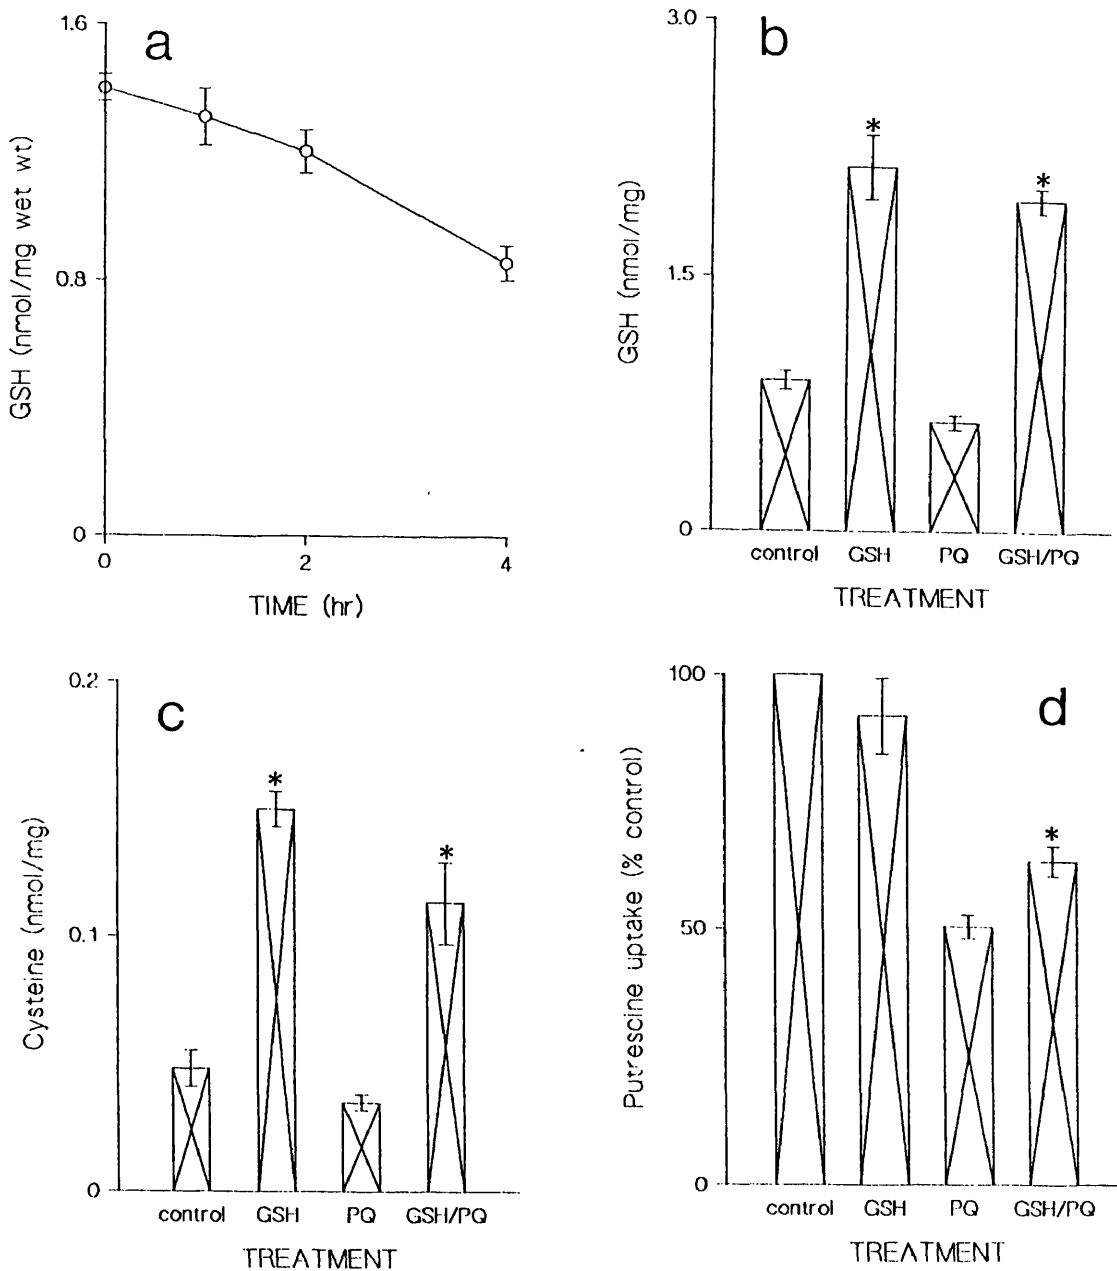 a
1.6
0.8
0
GSH (nmol/mg wet wt)
0 2 4
TIME (hr)
b
3.0
1.5
0
GSH (nmol/mg)
* *
control GSH PQ GSH/PQ
TREATMENT
c
0.2
0.1
0
Cysteine (nmol/mg)
* *
control GSH PQ GSH/PQ
TREATMENT
d
100
50
0
Putrescine uptake (% control)
*
control GSH PQ GSH/PQ
TREATMENT